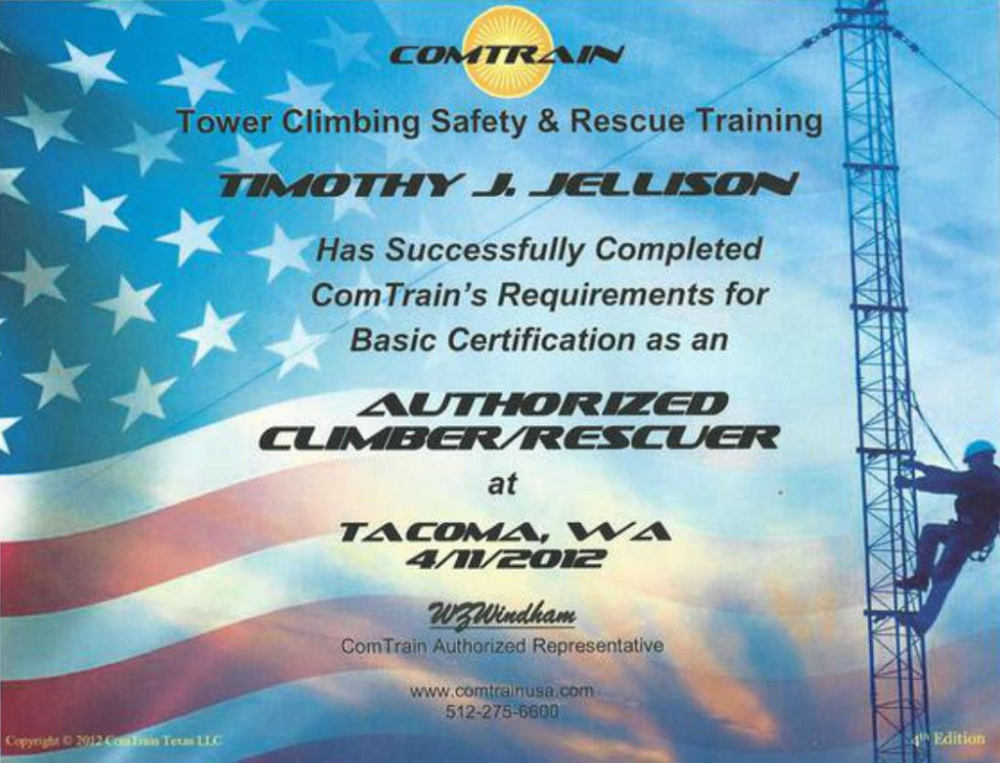 COMTRAIN
Tower Climbing Safety & Rescue Training
TIMOTHY J. JELLISON
Has Successfully Completed
ComTrain's Requirements for
Basic Certification as an
AUTHORIZED
CLIMBER/RESCUER
at
TACOMA, WA
4/11/2012
WZWindham
ComTrain Authorized Representative
www.comtrainusa.com
512-275-6600
Copyright © 2012 ComTrain Texas LLC
4th Edition